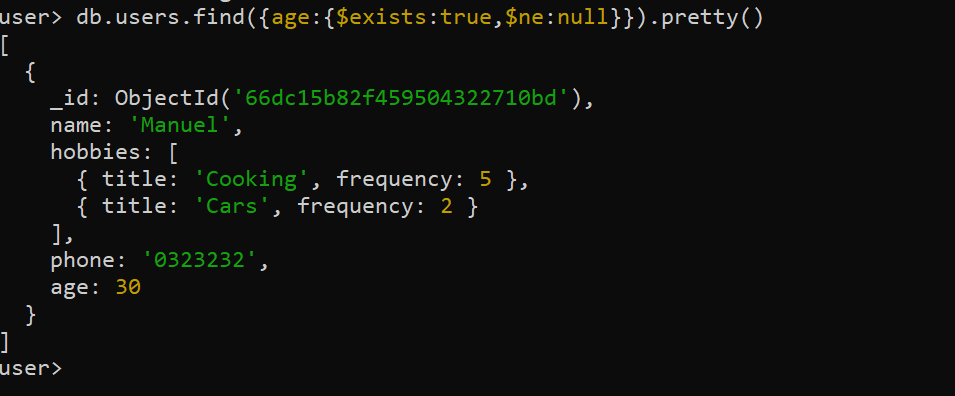 user> db.users.find({age:{$exists:true,$ne:null}}).pretty()
[
  {
    _id: ObjectId('66dc15b82f459504322710bd'),
    name: 'Manuel',
    hobbies: [
      { title: 'Cooking', frequency: 5 },
      { title: 'Cars', frequency: 2 }
    ],
    phone: '0323232',
    age: 30
  }
]
user>